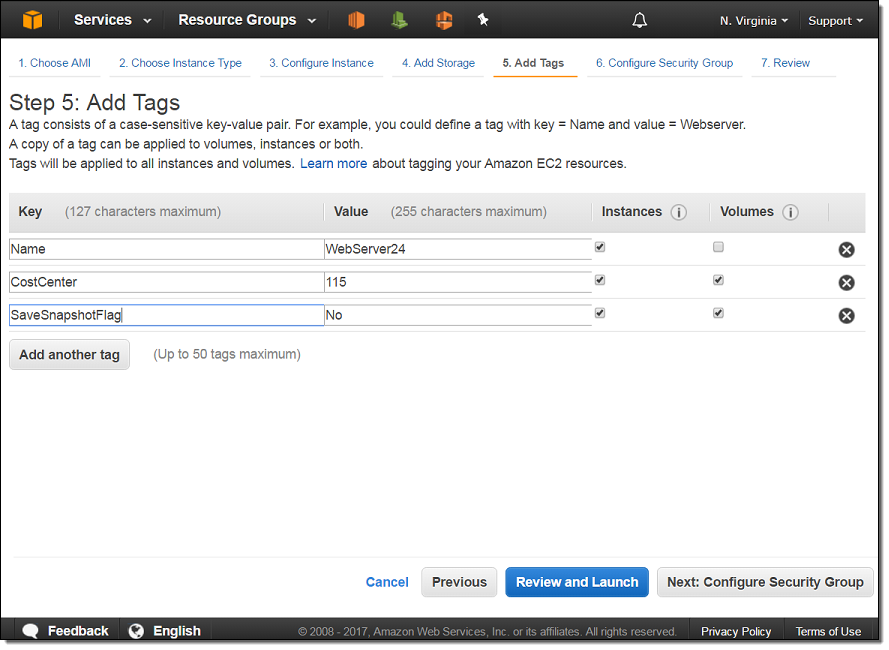 Services Resource Groups N. Virginia Support
1. Choose AMI 2. Choose Instance Type 3. Configure Instance 4. Add Storage 5. Add Tags 6. Configure Security Group 7. Review
Step 5: Add Tags
A tag consists of a case-sensitive key-value pair. For example, you could define a tag with key = Name and value = Webserver.
A copy of a tag can be applied to volumes, instances or both.
Tags will be applied to all instances and volumes. Learn more about tagging your Amazon EC2 resources.
Key (127 characters maximum) Value (255 characters maximum) Instances i Volumes i
Name WebServer24
CostCenter 115
SaveSnapshotFlag No
Add another tag (Up to 50 tags maximum)
Cancel Previous Review and Launch Next: Configure Security Group
Feedback English © 2008 - 2017, Amazon Web Services, Inc. or its affiliates. All rights reserved. Privacy Policy Terms of Use